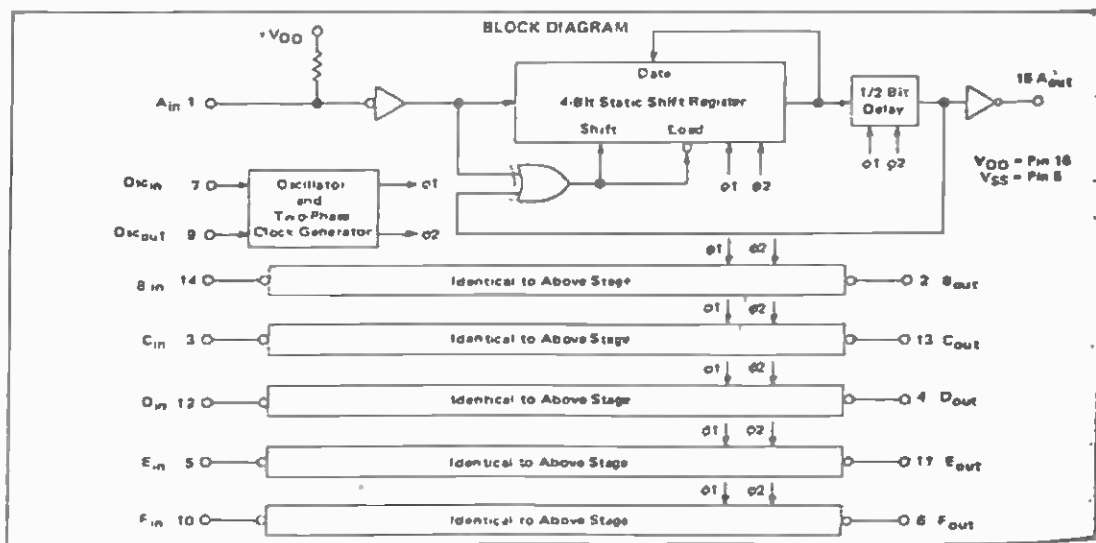 BLOCK DIAGRAM
+VDD
Data
4-Bit Static Shift Register
Shift Load
Ain 1
1/2 Bit
Delay
15 Aout
ϕ1 ϕ2
ϕ1 ϕ2
VDD = Pin 16
VSS = Pin 8
Oscin 7
Oscillator
and
Two-Phase
Clock Generator
ϕ1
Oscout 9
ϕ2
ϕ1 ϕ2
Bin 14
Identical to Above Stage
2 Bout
ϕ1 ϕ2
Cin 3
Identical to Above Stage
13 Cout
ϕ1 ϕ2
Din 12
Identical to Above Stage
4 Dout
ϕ1 ϕ2
Ein 5
Identical to Above Stage
11 Eout
ϕ1 ϕ2
Fin 10
Identical to Above Stage
6 Fout